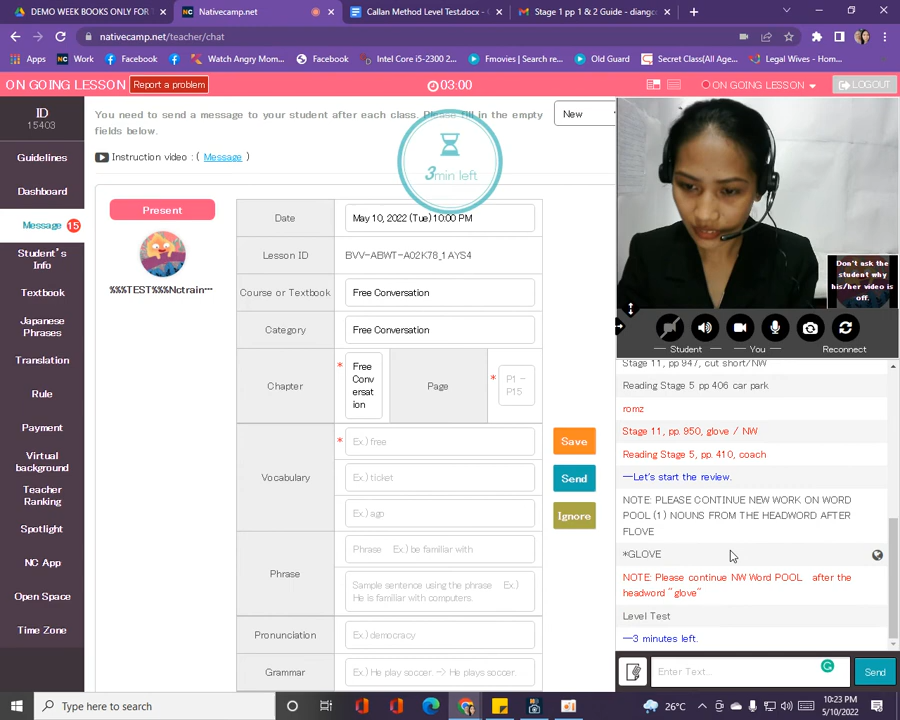 DEMO WEEK BOOKS ONLY FOR T
Nativecamp.net
Callan Method Level Test.docx -
Stage 1 pp 1 & 2 Guide - diango
nativecamp.net/teacher/chat
Apps
Work
Facebook
Watch Angry Mom...
Facebook
Intel Core i5-2300 2...
Fmovies | Search re...
Old Guard
Secret Class(All Age...
Legal Wives - Hom...
ON GOING LESSON
Report a problem
03:00
ON GOING LESSON
LOGOUT
ID
15403
Guidelines
Dashboard
Message 15
Student's Info
Textbook
Japanese Phrases
Translation
Rule
Payment
Virtual background
Teacher Ranking
Spotlight
NC App
Open Space
Time Zone
You need to send a message to your student after each class. Please fill in the empty
fields below.
New
Instruction video : ( Message )
3min left
Present
%%%TEST%%%Nctrain…
Date
May 10, 2022 (Tue) 10:00 PM
Lesson ID
BVV-ABWT-A02K78_1AYS4
Course or Textbook
Free Conversation
Category
Free Conversation
Chapter
* Free
Conv
ersat
ion
Page
* P1 -
P15
Vocabulary
* Ex.) free
Ex.) ticket
Ex.) ago
Save
Send
Ignore
Phrase
Phrase Ex.) be familiar with
Sample sentence using the phrase Ex.)
He is familiar with computers.
Pronunciation
Ex.) democracy
Grammar
Ex.) He play soccer. -> He plays soccer.
Don't ask the
student why
his/her video is
off.
Student
You
Reconnect
Stage 11, pp 947, cut short/NW
Reading Stage 5 pp 406 car park
romz
Stage 11, pp. 950, glove / NW
Reading Stage 5, pp. 410, coach
—Let's start the review.
NOTE: PLEASE CONTINUE NEW WORK ON WORD
POOL (1) NOUNS FROM THE HEADWORD AFTER
FLOVE
*GLOVE
NOTE: Please continue NW Word POOL after the
headword "glove"
Level Test
—3 minutes left.
Enter Text...
Send
Type here to search
26°C
10:23 PM
5/10/2022